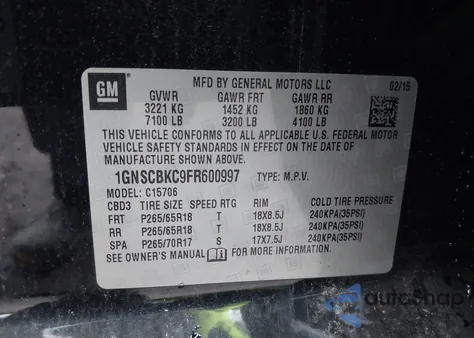 GM
MFD BY GENERAL MOTORS LLC 02/15
GVWR GAWR FRT GAWR RR
3221 KG 1452 KG 1860 KG
7100 LB 3200 LB 4100 LB
THIS VEHICLE CONFORMS TO ALL APPLICABLE U.S. FEDERAL MOTOR
VEHICLE SAFETY STANDARDS IN EFFECT ON THE DATE OF
MANUFACTURE SHOWN ABOVE.
1GNSCBKC9FR600997 TYPE: M.P.V.
MODEL: C15706
CBD3 TIRE SIZE SPEED RTG RIM COLD TIRE PRESSURE
FRT P265/65R18 T 18X8.5J 240KPA(35PSI)
RR P265/65R18 T 18X8.5J 240KPA(35PSI)
SPA P265/70R17 S 17X7.5J 240KPA(35PSI)
SEE OWNER'S MANUAL FOR MORE INFORMATION.
autoSnap